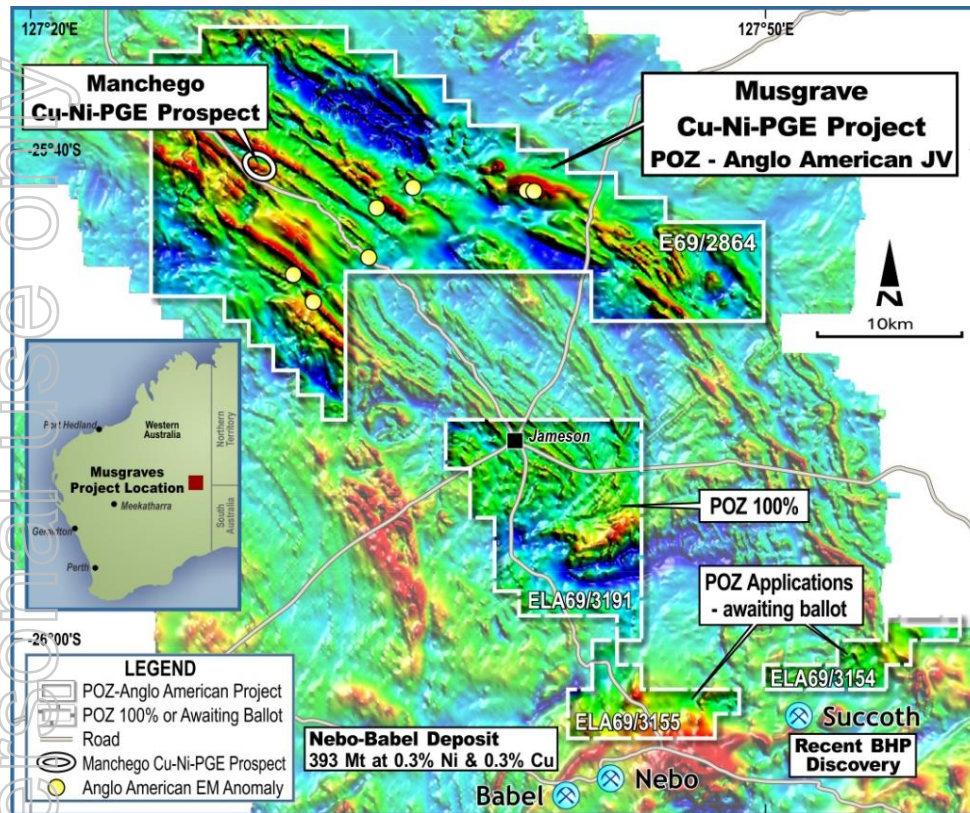 127°20'E
127°50'E
Manchego
Cu-Ni-PGE Prospect
Musgrave
Cu-Ni-PGE Project
POZ - Anglo American JV
-25°40'
E69/2864
N
10km
Port Hedland
Western
Australia
Northern
Territory
Musgraves
Project Location
Meekatharra
South
Australia
Geraldton
Perth
Jameson
POZ 100%
POZ Applications
- awaiting ballot
ELA69/3191
-26°00'
ELA69/3154
ELA69/3155
LEGEND
POZ-Anglo American Project
POZ 100% or Awaiting Ballot
Road
Manchego Cu-Ni-PGE Prospect
Anglo American EM Anomaly
Nebo-Babel Deposit
393 Mt at 0.3% Ni & 0.3% Cu
Succoth
Recent BHP
Discovery
Nebo
Babel
ersonal use only